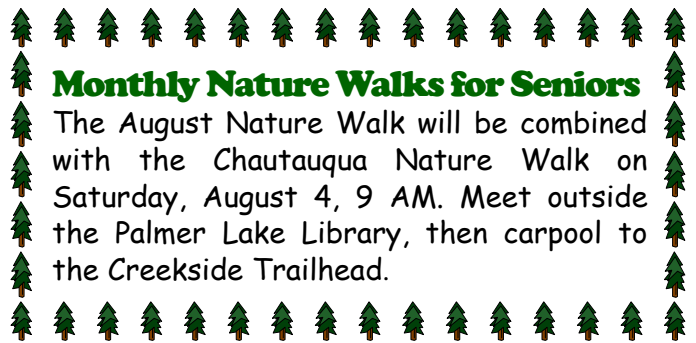 Monthly Nature Walks for Seniors
The August Nature Walk will be combined
with the Chautauqua Nature Walk on
Saturday, August 4, 9 AM. Meet outside
the Palmer Lake Library, then carpool to
the Creekside Trailhead.